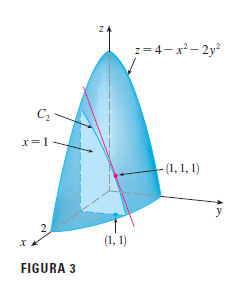 z
z = 4 − x² − 2y²
C₂
x = 1
(1, 1, 1)
y
2
x
(1, 1)
FIGURA 3